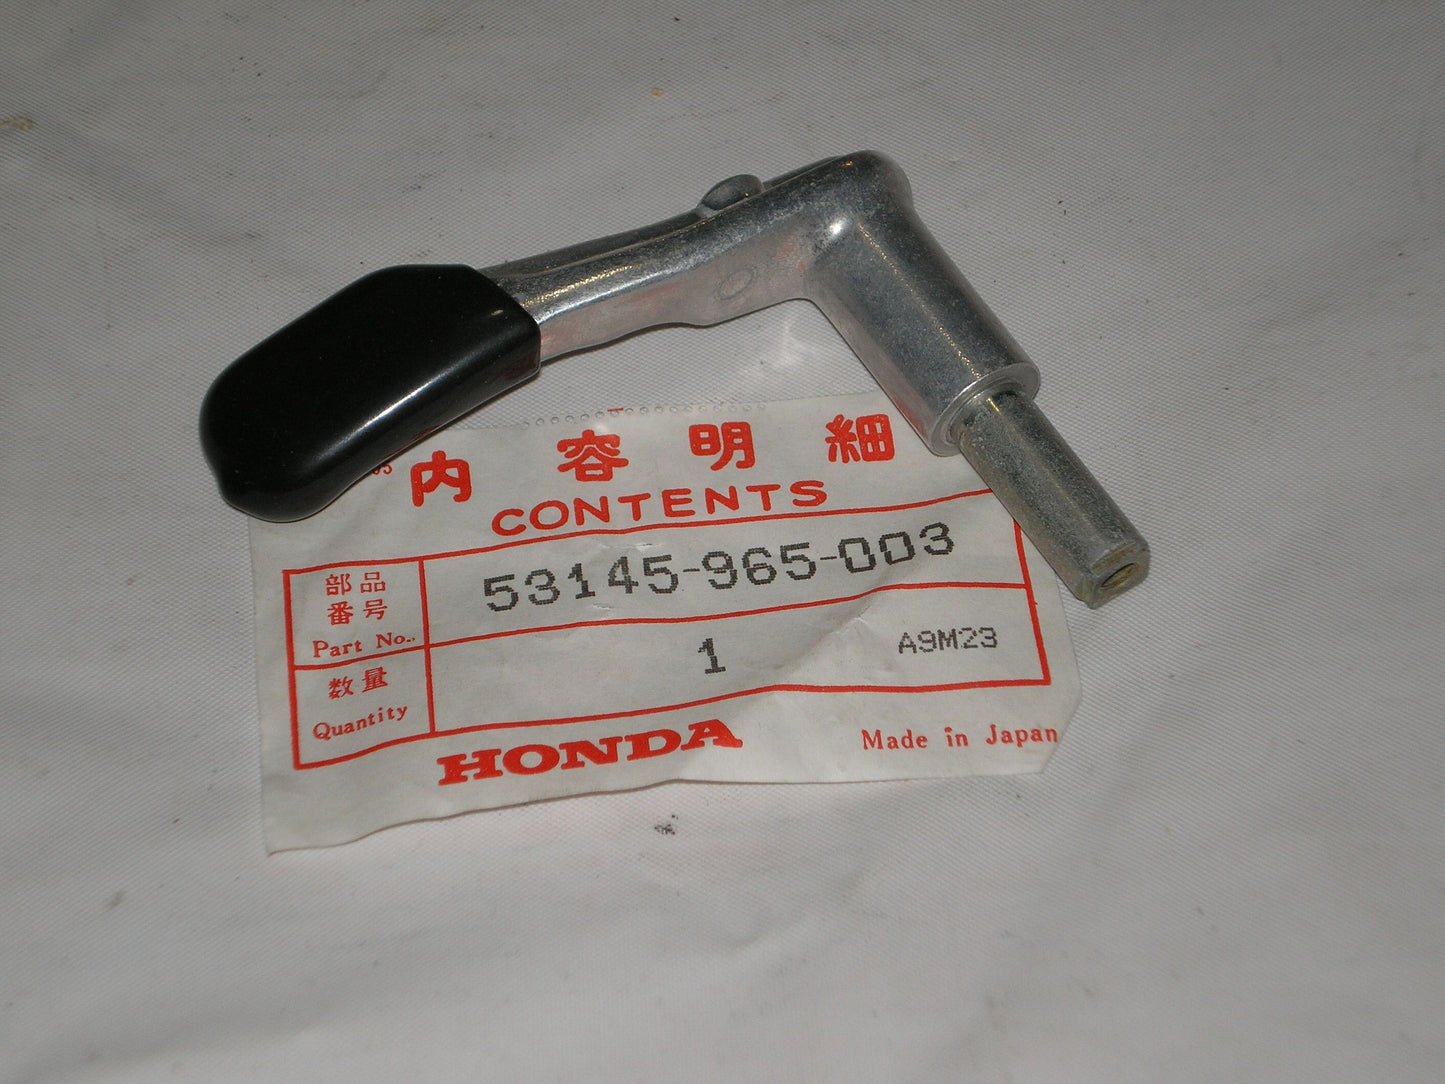 内容明細
CONTENTS
部品
番号
Part No.
53145-965-003
数量
Quantity
1
A9M23
HONDA
Made in Japan